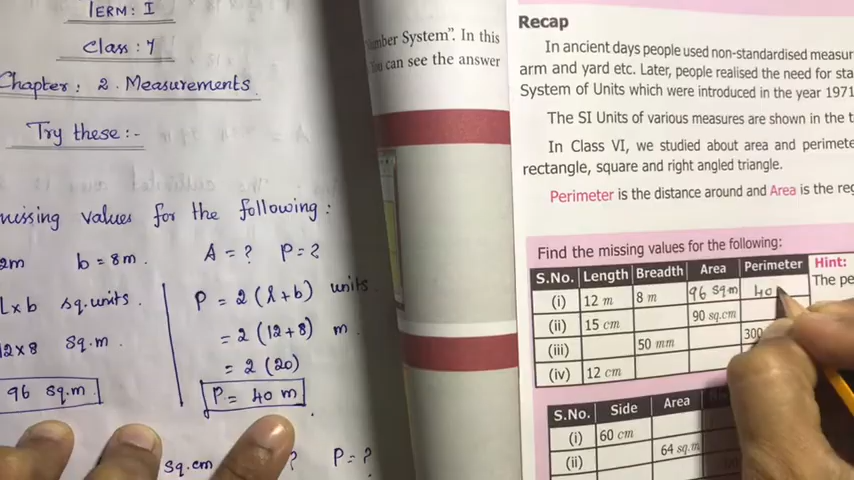 TERM: I
Class: 7
Chapter: 2. Measurements
Try these:-
missing values for the following:
2m b = 8m. A = ? P = ?
L x b sq.units.
P = 2 (l+b) units
12 x 8 sq.m
= 2 (12+8) m
= 2 (20)
96 sq.m
P = 40 m
sq.cm ? P = ?
Number System". In this
You can see the answer
Recap
In ancient days people used non-standardised measur
arm and yard etc. Later, people realised the need for sta
System of Units which were introduced in the year 1971
The SI Units of various measures are shown in the t
In Class VI, we studied about area and perimete
rectangle, square and right angled triangle.
Perimeter is the distance around and Area is the reg
Find the missing values for the following:
S.No. Length Breadth Area Perimeter
(i) 12 m 8 m 96 sq.m 40
(ii) 15 cm 90 sq.cm
(iii) 50 mm 300
(iv) 12 cm
Hint:
The pe
S.No. Side Area
(i) 60 cm
(ii) 64 sq.m